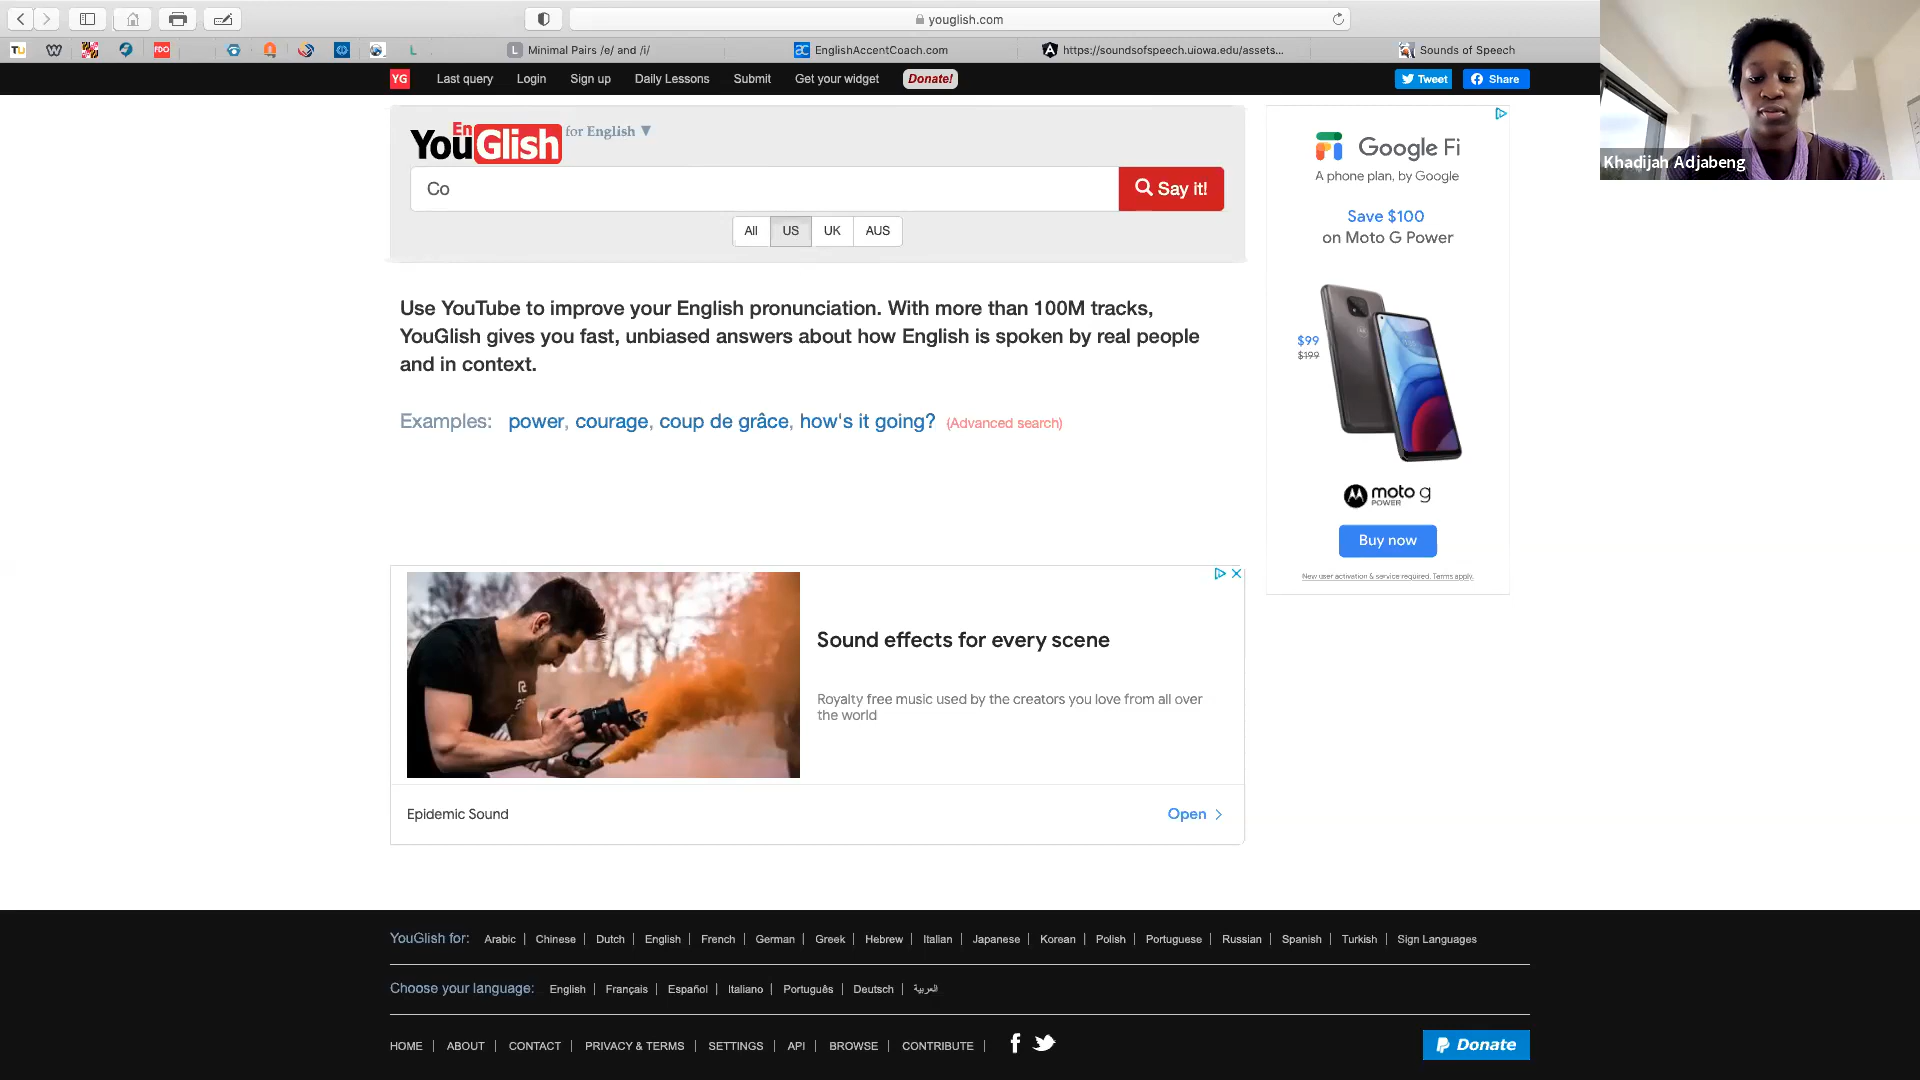 youglish.com
Minimal Pairs /e/ and /i/
EnglishAccentCoach.com
https://soundsofspeech.uiowa.edu/assets...
Sounds of Speech
YG Last query Login Sign up Daily Lessons Submit Get your widget Donate! Tweet Share
YouGlish En for English ▼
Co
Say it!
All US UK AUS
Use YouTube to improve your English pronunciation. With more than 100M tracks,
YouGlish gives you fast, unbiased answers about how English is spoken by real people
and in context.
Examples: power, courage, coup de grâce, how's it going? (Advanced search)
Google Fi
A phone plan, by Google
Save $100
on Moto G Power
$99
$199
moto g
POWER
Buy now
New user activation & service required. Terms apply.
Khadijah Adjabeng
Sound effects for every scene
Royalty free music used by the creators you love from all over
the world
Epidemic Sound
Open
YouGlish for: Arabic | Chinese | Dutch | English | French | German | Greek | Hebrew | Italian | Japanese | Korean | Polish | Portuguese | Russian | Spanish | Turkish | Sign Languages
Choose your language: English | Français | Español | Italiano | Português | Deutsch | العربية
HOME | ABOUT | CONTACT | PRIVACY & TERMS | SETTINGS | API | BROWSE | CONTRIBUTE |
Donate